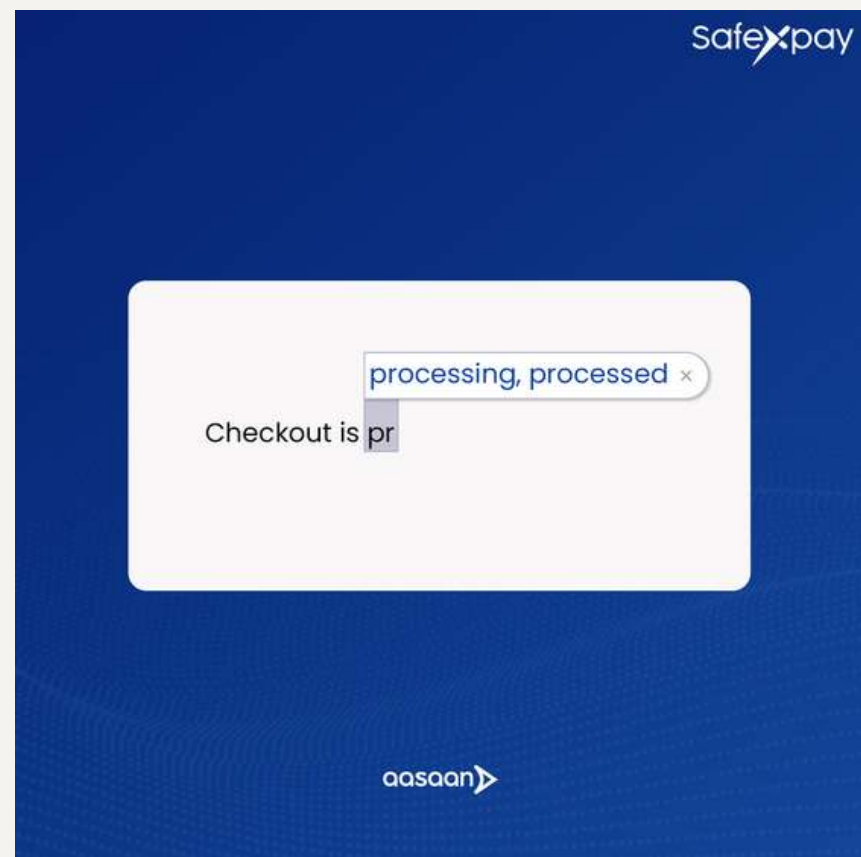 Safexpay
processing, processed ×
Checkout is pr
aasaan